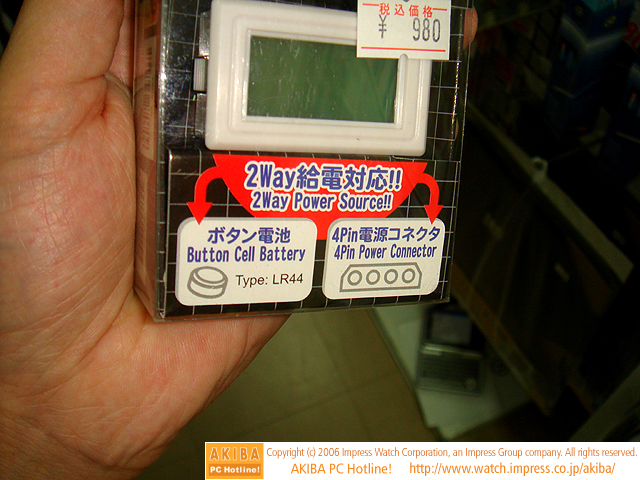 税込価格
¥ 980
2Way給電対応!!
2Way Power Source!!
ボタン電池
Button Cell Battery
Type: LR44
4Pin電源コネクタ
4Pin Power Connector
AKIBA
PC Hotline!
Copyright (c) 2006 Impress Watch Corporation, an Impress Group company. All rights reserved.
AKIBA PC Hotline! http://www.watch.impress.co.jp/akiba/